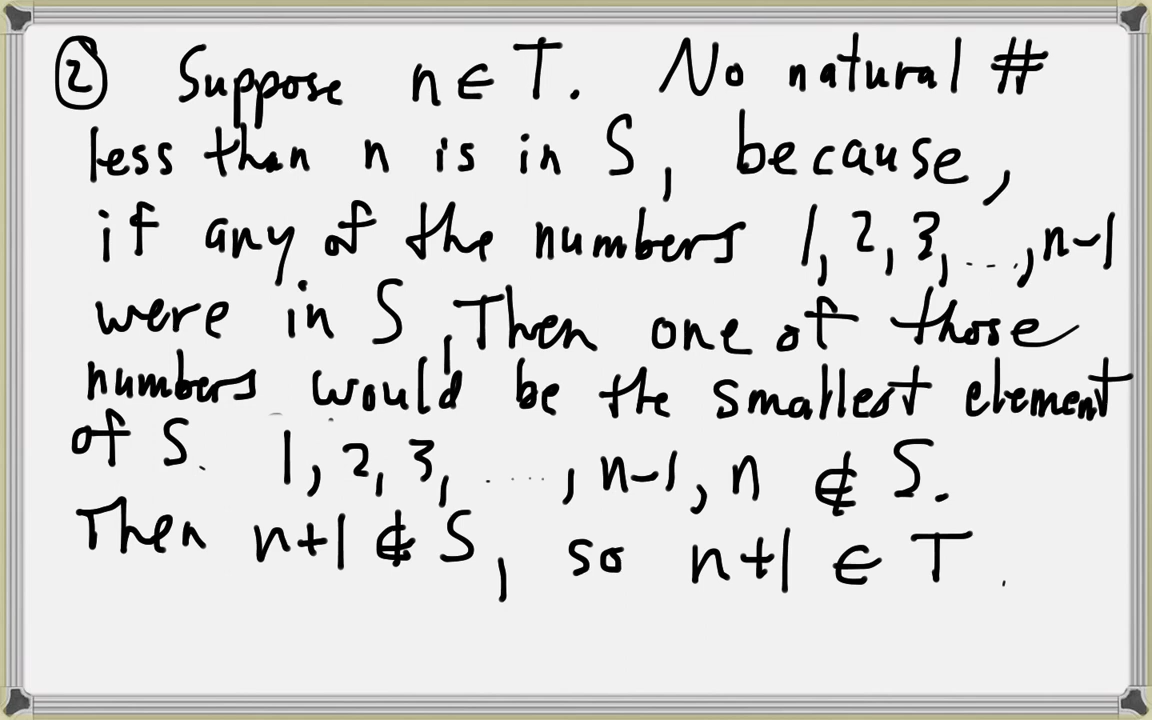 ② Suppose n ∈ T. No natural #
less than n is in S, because,
if any of the numbers 1, 2, 3, ..., n-1
were in S, Then one of those
numbers would be the smallest element
of S. 1, 2, 3, ....., n-1, n ∉ S.
Then n+1 ∉ S, so n+1 ∈ T.